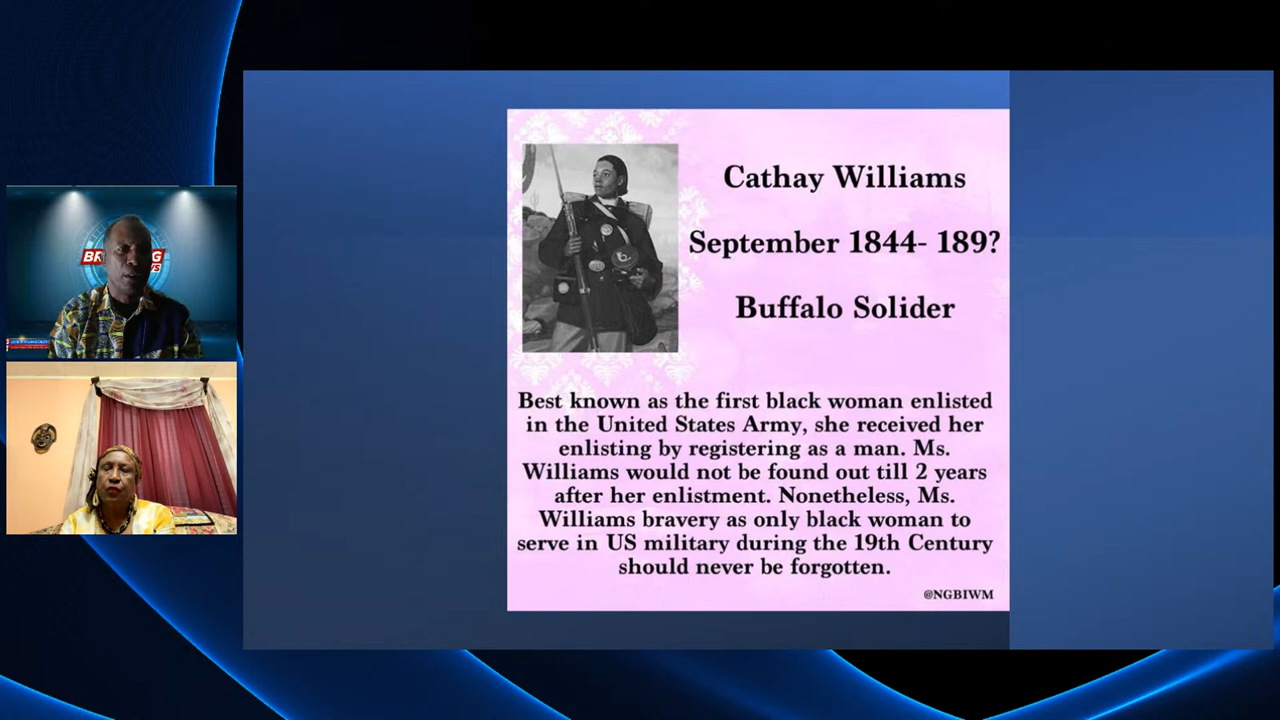 Cathay Williams
September 1844- 189?
Buffalo Solider
Best known as the first black woman enlisted
in the United States Army, she received her
enlisting by registering as a man. Ms.
Williams would not be found out till 2 years
after her enlistment. Nonetheless, Ms.
Williams bravery as only black woman to
serve in US military during the 19th Century
should never be forgotten.
@NGBIWM